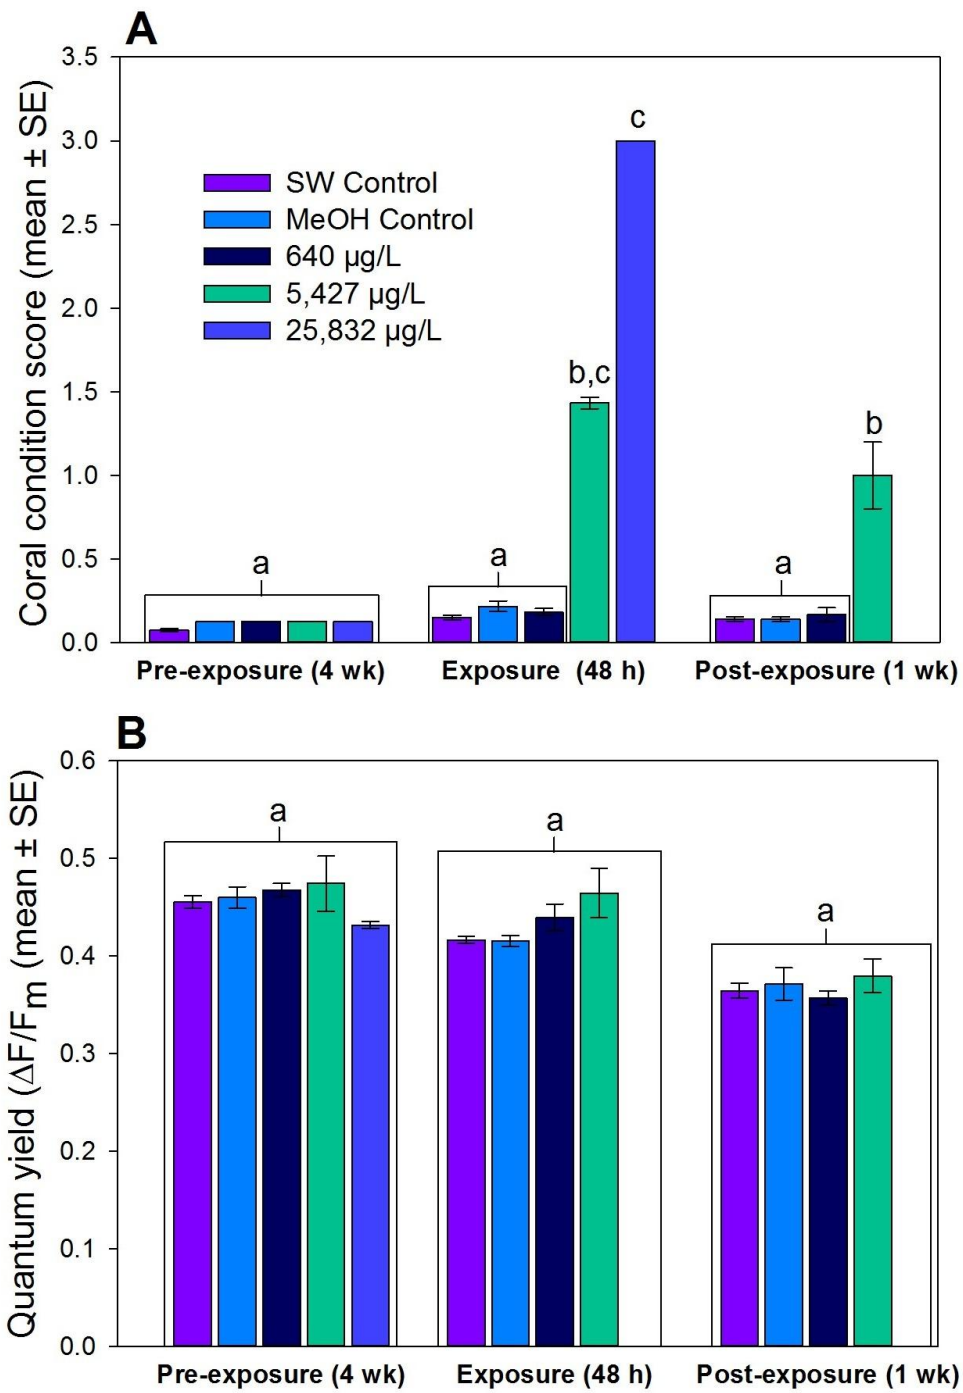 A
Coral condition score (mean ± SE)
3.5
3.0
2.5
2.0
1.5
1.0
0.5
0.0
SW Control
MeOH Control
640 µg/L
5,427 µg/L
25,832 µg/L
a
a
b,c
c
a
b
Pre-exposure (4 wk)
Exposure (48 h)
Post-exposure (1 wk)
B
Quantum yield (ΔF/Fm (mean ± SE)
0.6
0.5
0.4
0.3
0.2
0.1
0.0
a
a
a
Pre-exposure (4 wk)
Exposure (48 h)
Post-exposure (1 wk)